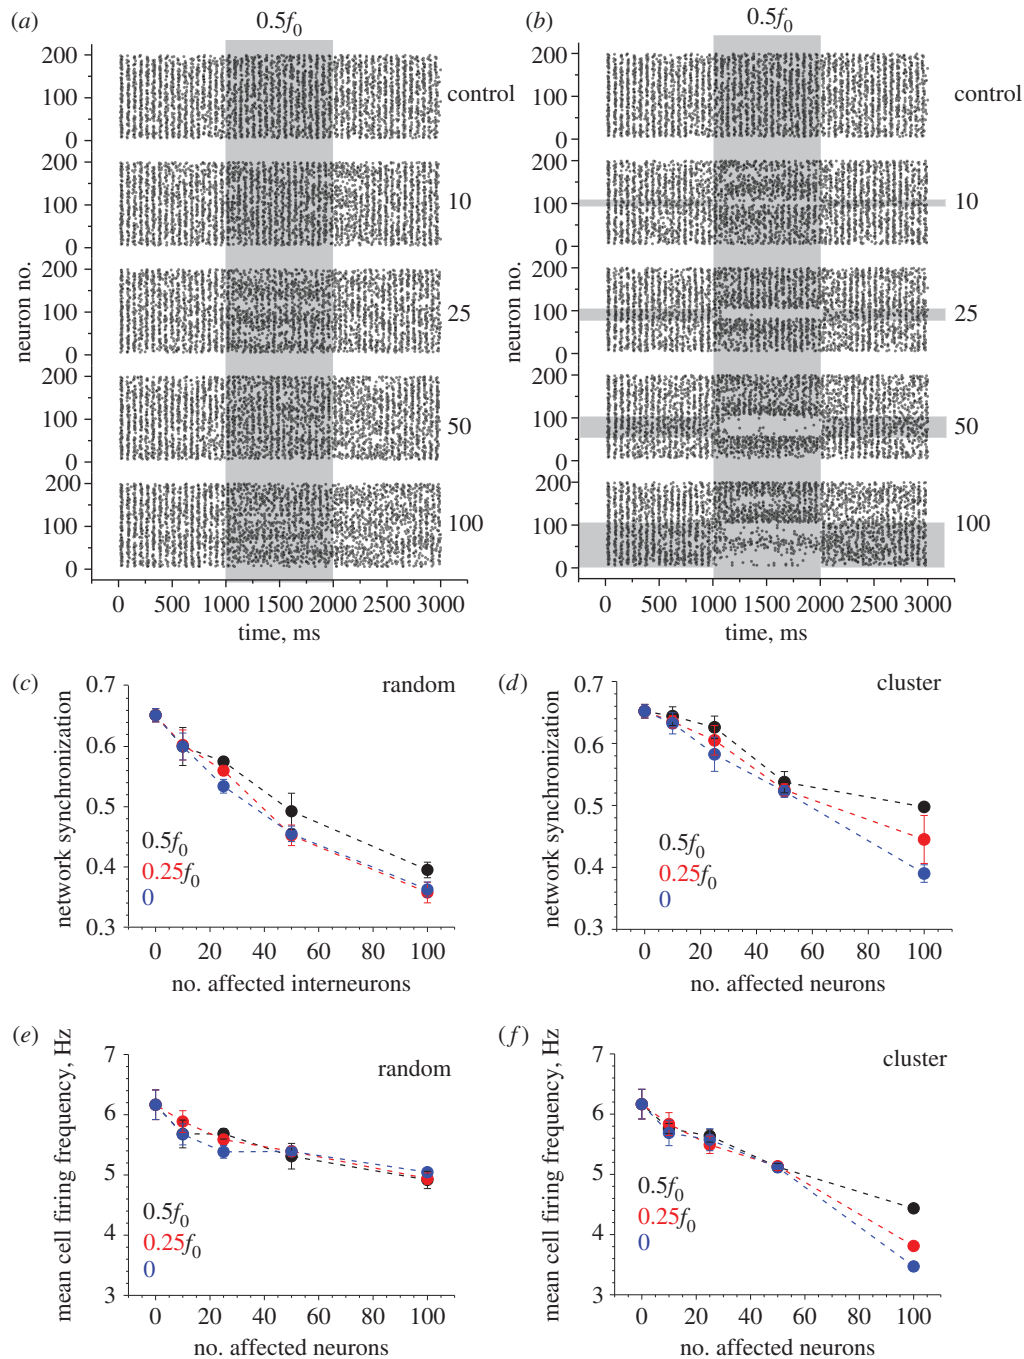 (a)
0.5f0
200
100
0
control
200
100
0
10
200
100
0
25
200
100
0
50
200
100
0
100
neuron no.
0 500 1000 1500 2000 2500 3000
time, ms
(b)
0.5f0
200
100
0
control
200
100
0
10
200
100
0
25
200
100
0
50
200
100
0
100
neuron no.
0 500 1000 1500 2000 2500 3000
time, ms
(c)
random
0.7
0.6
0.5
0.4
0.3
network synchronization
0.5f0
0.25f0
0
0 20 40 60 80 100
no. affected interneurons
(d)
cluster
0.7
0.6
0.5
0.4
0.3
network synchronization
0.5f0
0.25f0
0
0 20 40 60 80 100
no. affected neurons
(e)
random
7
6
5
4
3
mean cell firing frequency, Hz
0.5f0
0.25f0
0
0 20 40 60 80 100
no. affected neurons
(f)
cluster
7
6
5
4
3
mean cell firing frequency, Hz
0.5f0
0.25f0
0
0 20 40 60 80 100
no. affected neurons